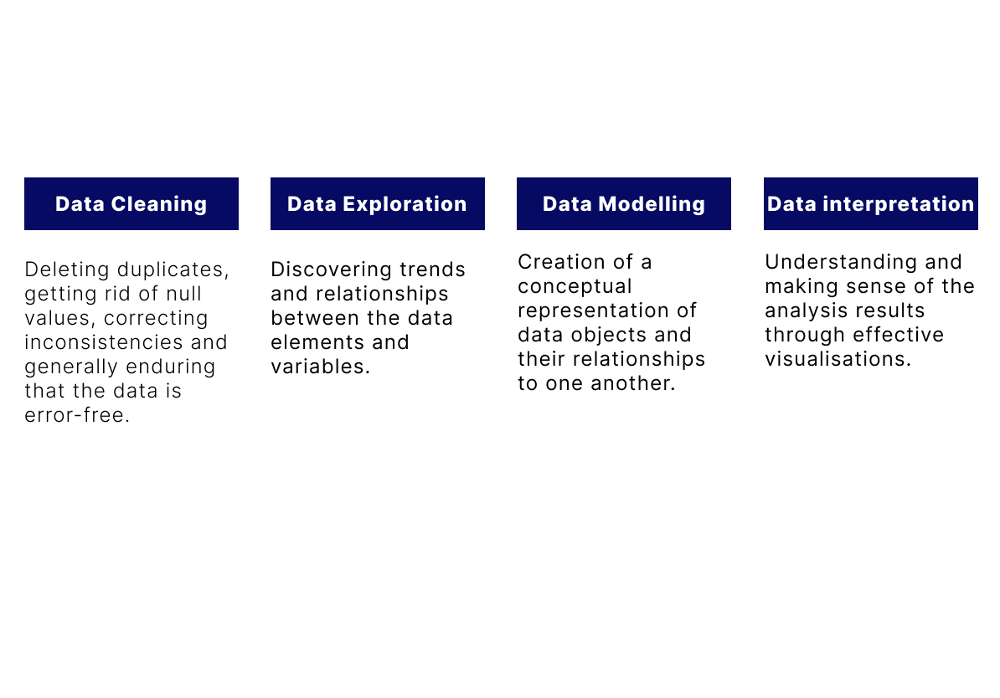 Data Cleaning
Deleting duplicates,
getting rid of null
values, correcting
inconsistencies and
generally enduring
that the data is
error-free.
Data Exploration
Discovering trends
and relationships
between the data
elements and
variables.
Data Modelling
Creation of a
conceptual
representation of
data objects and
their relationships
to one another.
Data interpretation
Understanding and
making sense of the
analysis results
through effective
visualisations.